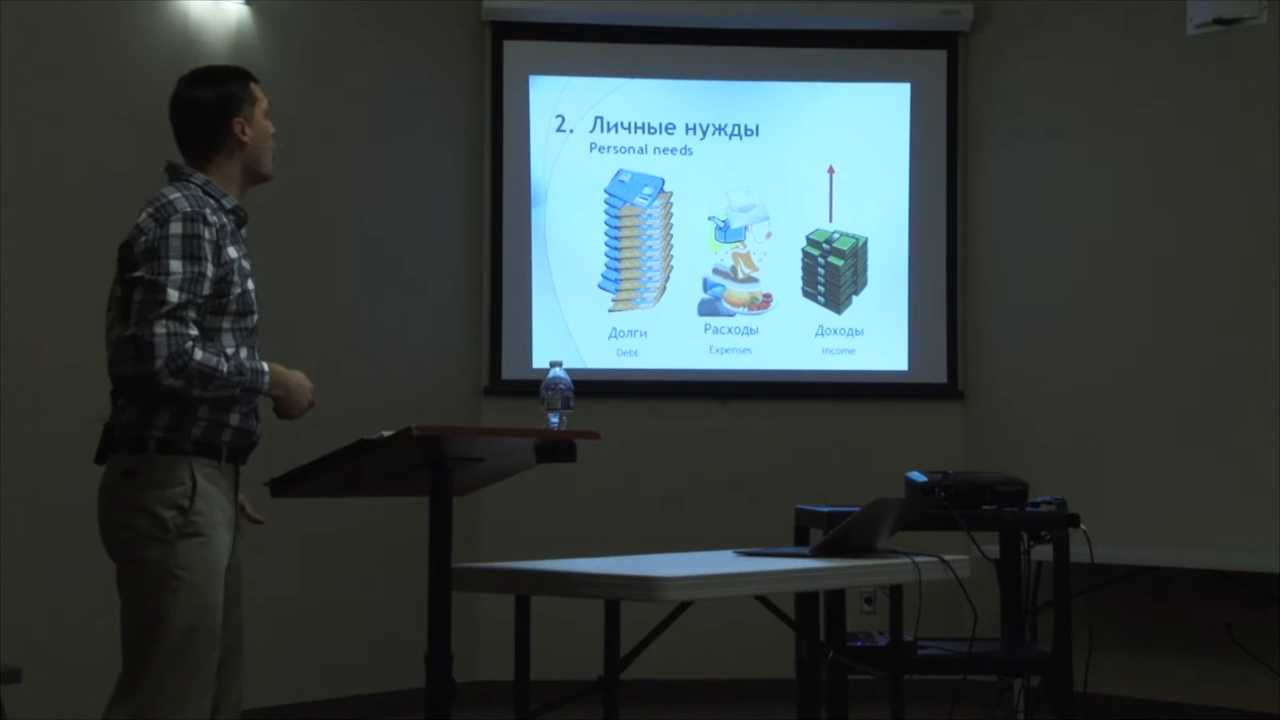 2. Личные нужды
Personal needs
Долги
Расходы
Доходы
Debt
Expenses
Income